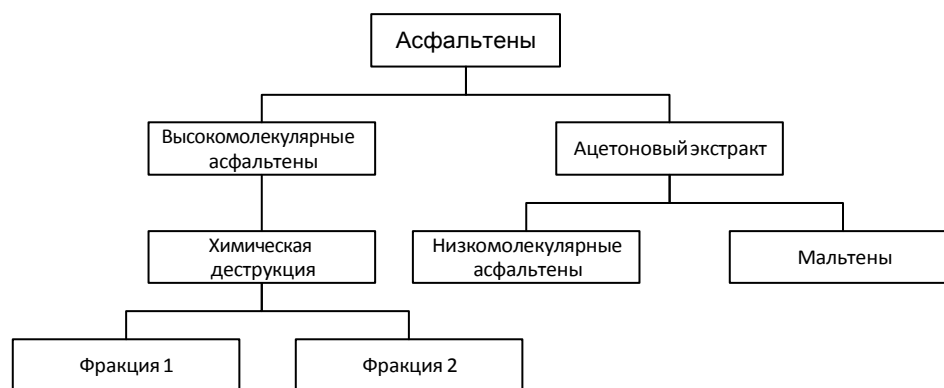 Асфальтены
Высокомолекулярные
асфальтены
Ацетоновый экстракт
Химическая
деструкция
Низкомолекулярные
асфальтены
Мальтены
Фракция 1
Фракция 2